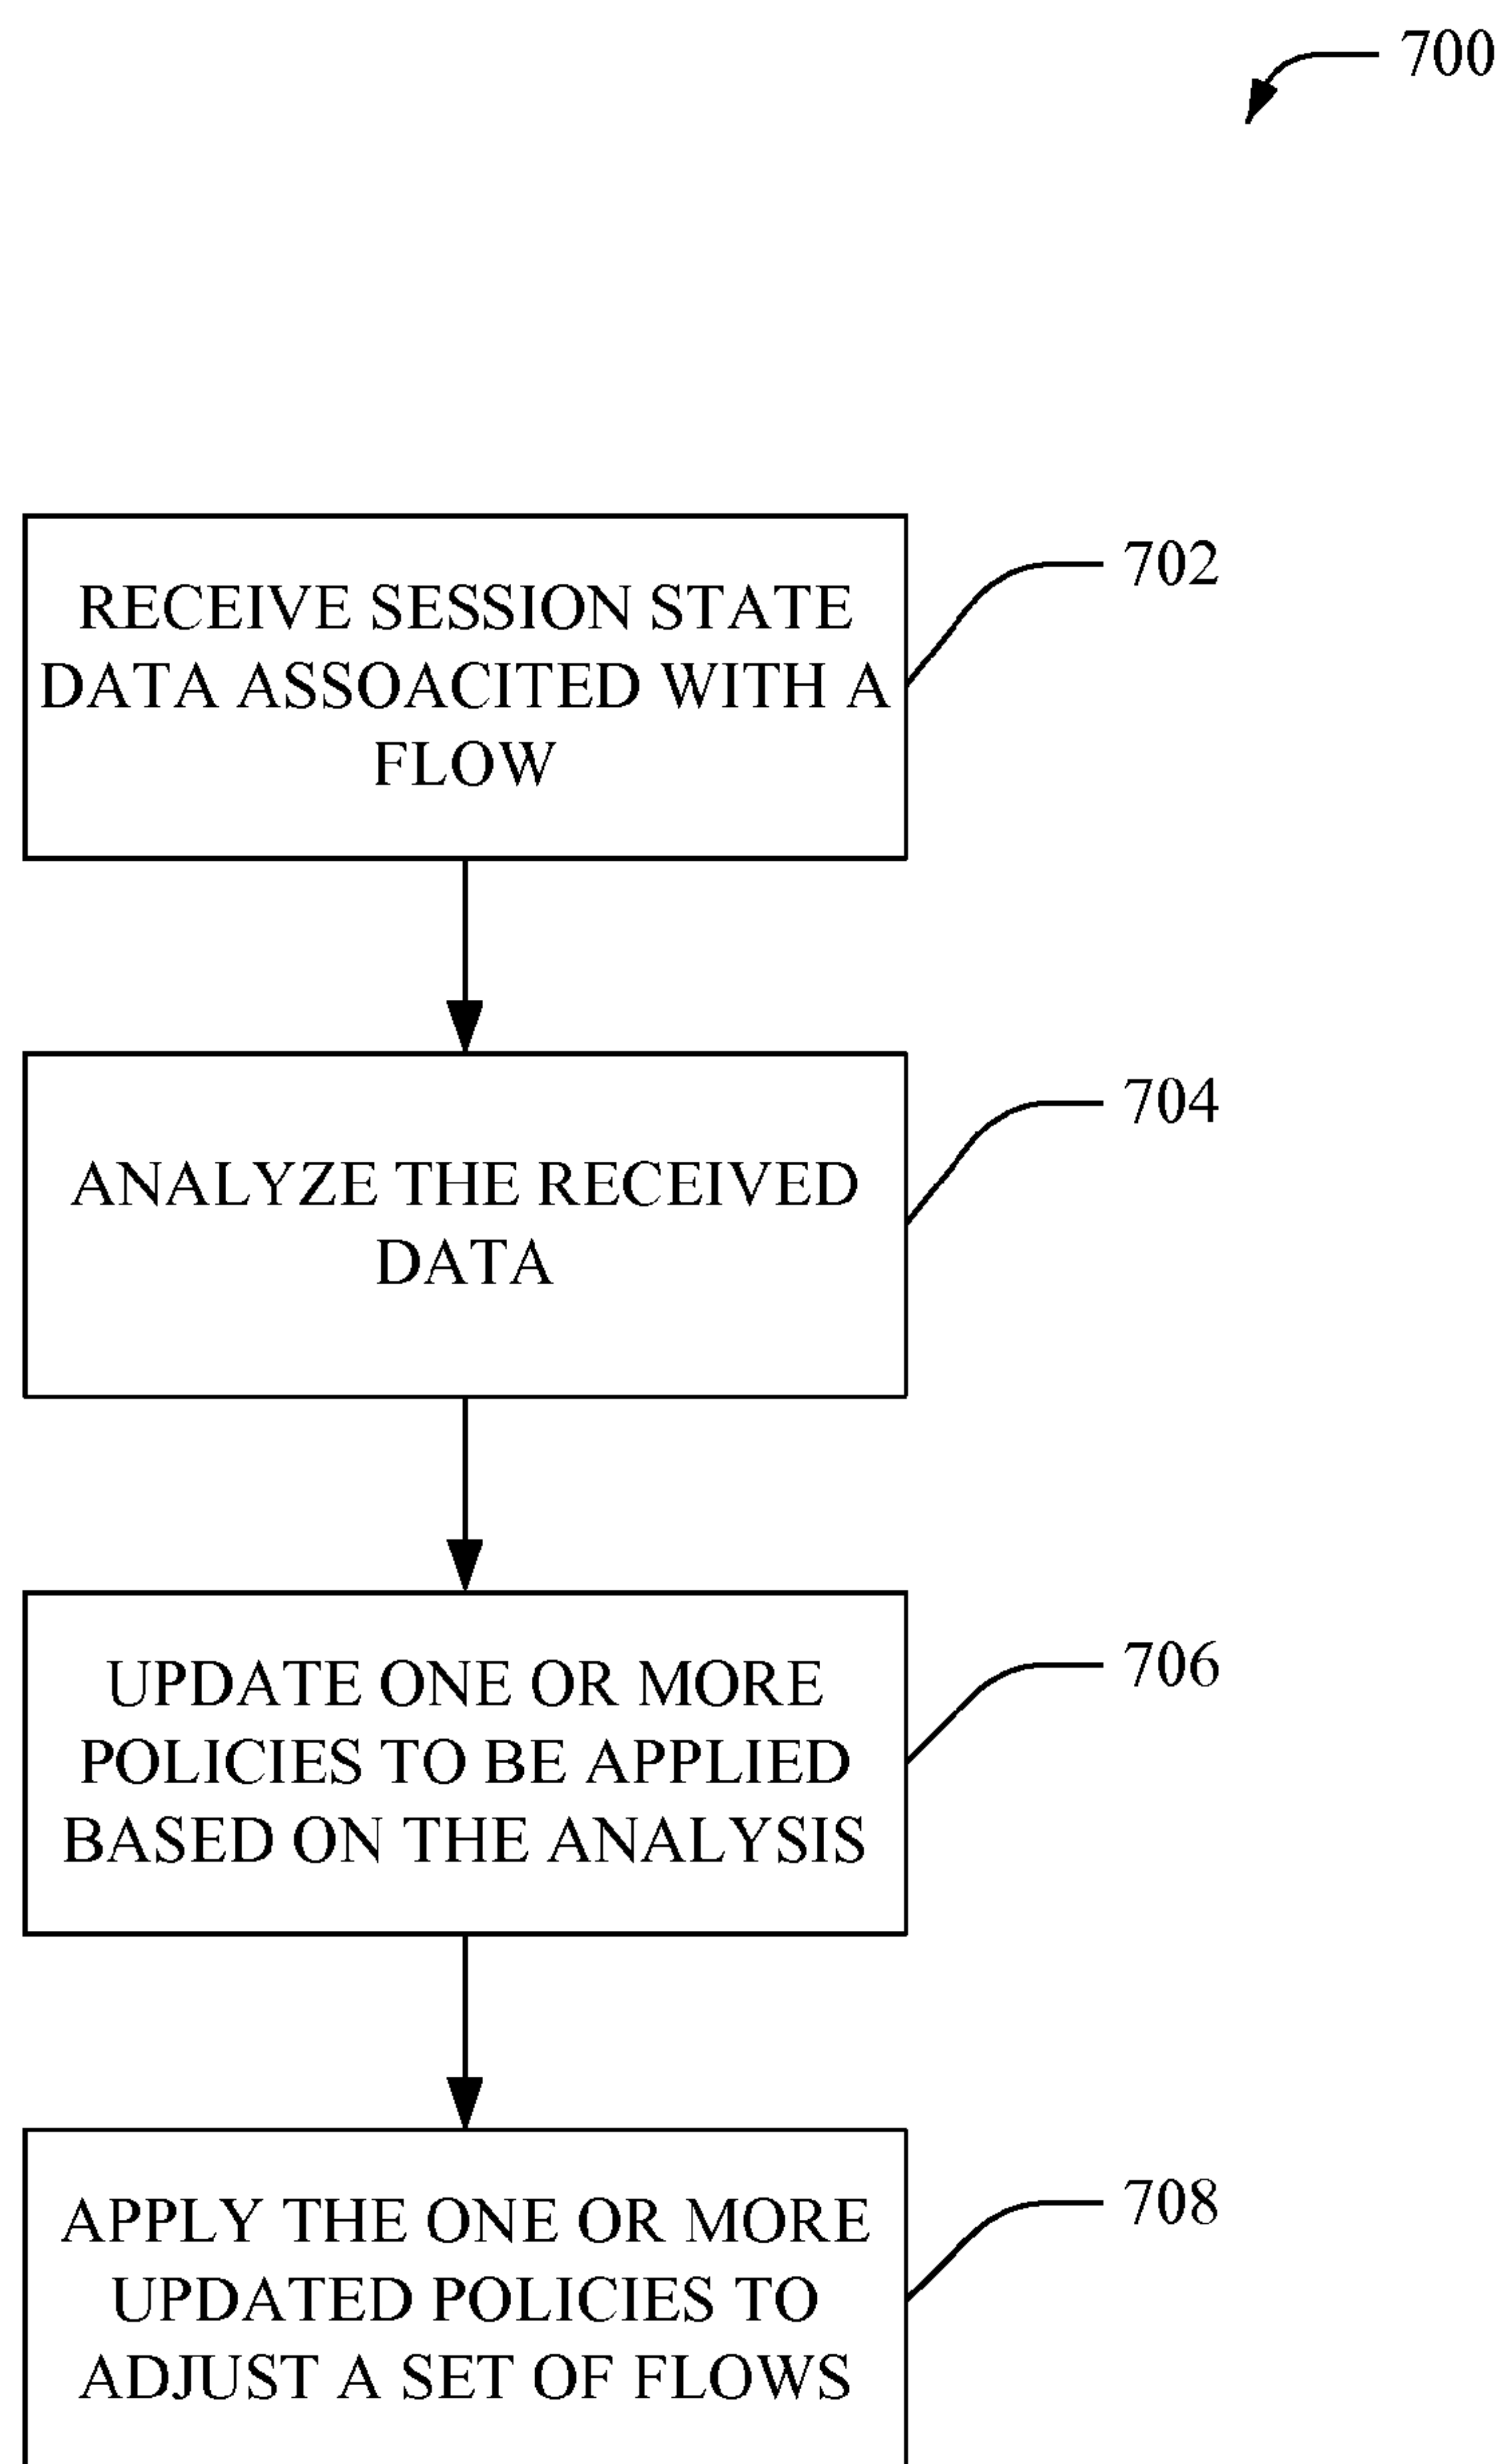 700
RECEIVE SESSION STATE
DATA ASSOACITED WITH A
FLOW
702
ANALYZE THE RECEIVED
DATA
704
UPDATE ONE OR MORE
POLICIES TO BE APPLIED
BASED ON THE ANALYSIS
706
APPLY THE ONE OR MORE
UPDATED POLICIES TO
ADJUST A SET OF FLOWS
708